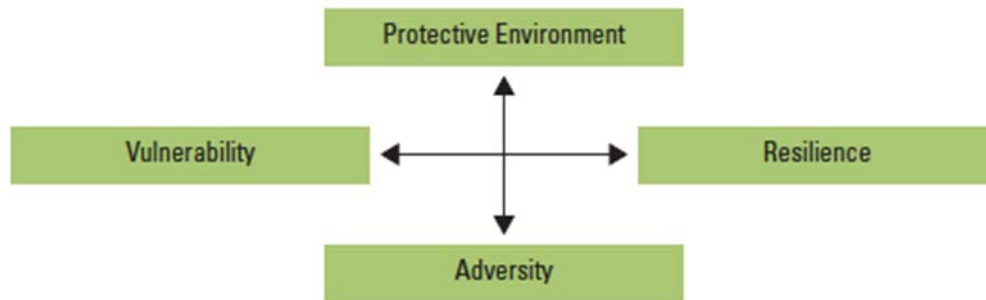 Protective Environment
Vulnerability
Resilience
Adversity